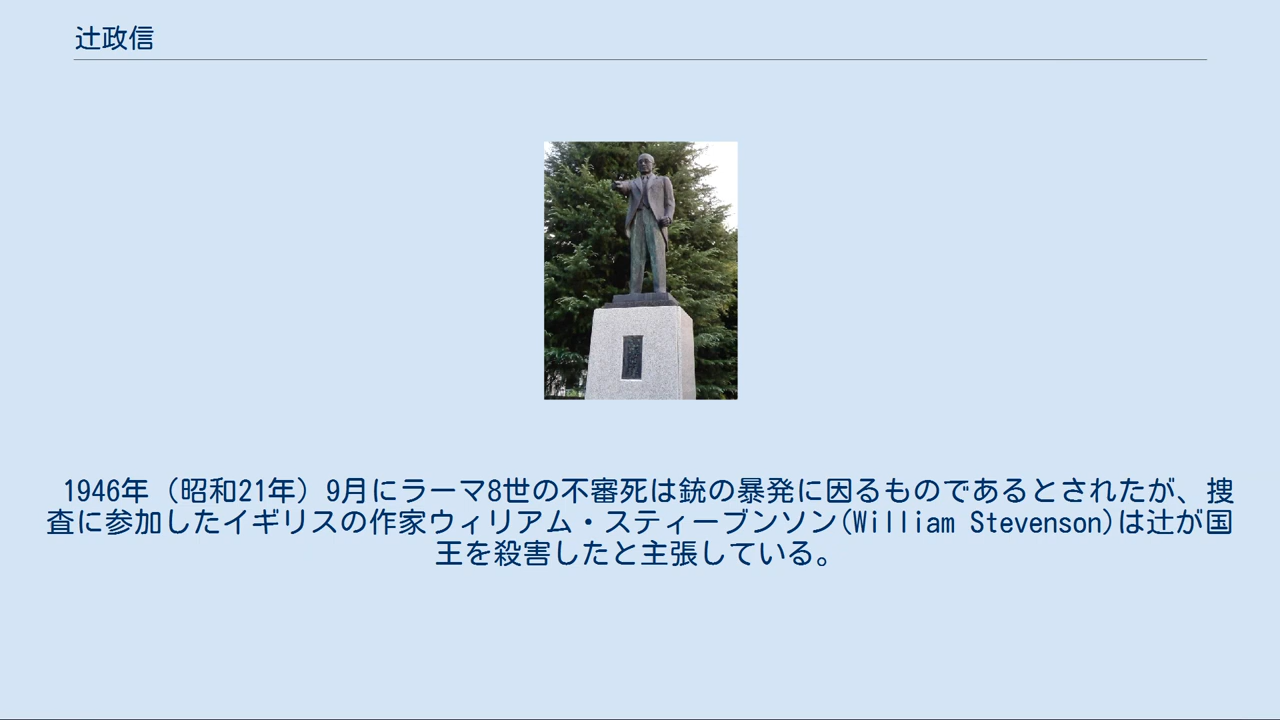 辻政信
1946年（昭和21年）9月にラーマ8世の不審死は銃の暴発に因るものであるとされたが、捜
査に参加したイギリスの作家ウィリアム・スティーブンソン(William Stevenson)は辻が国
王を殺害したと主張している。